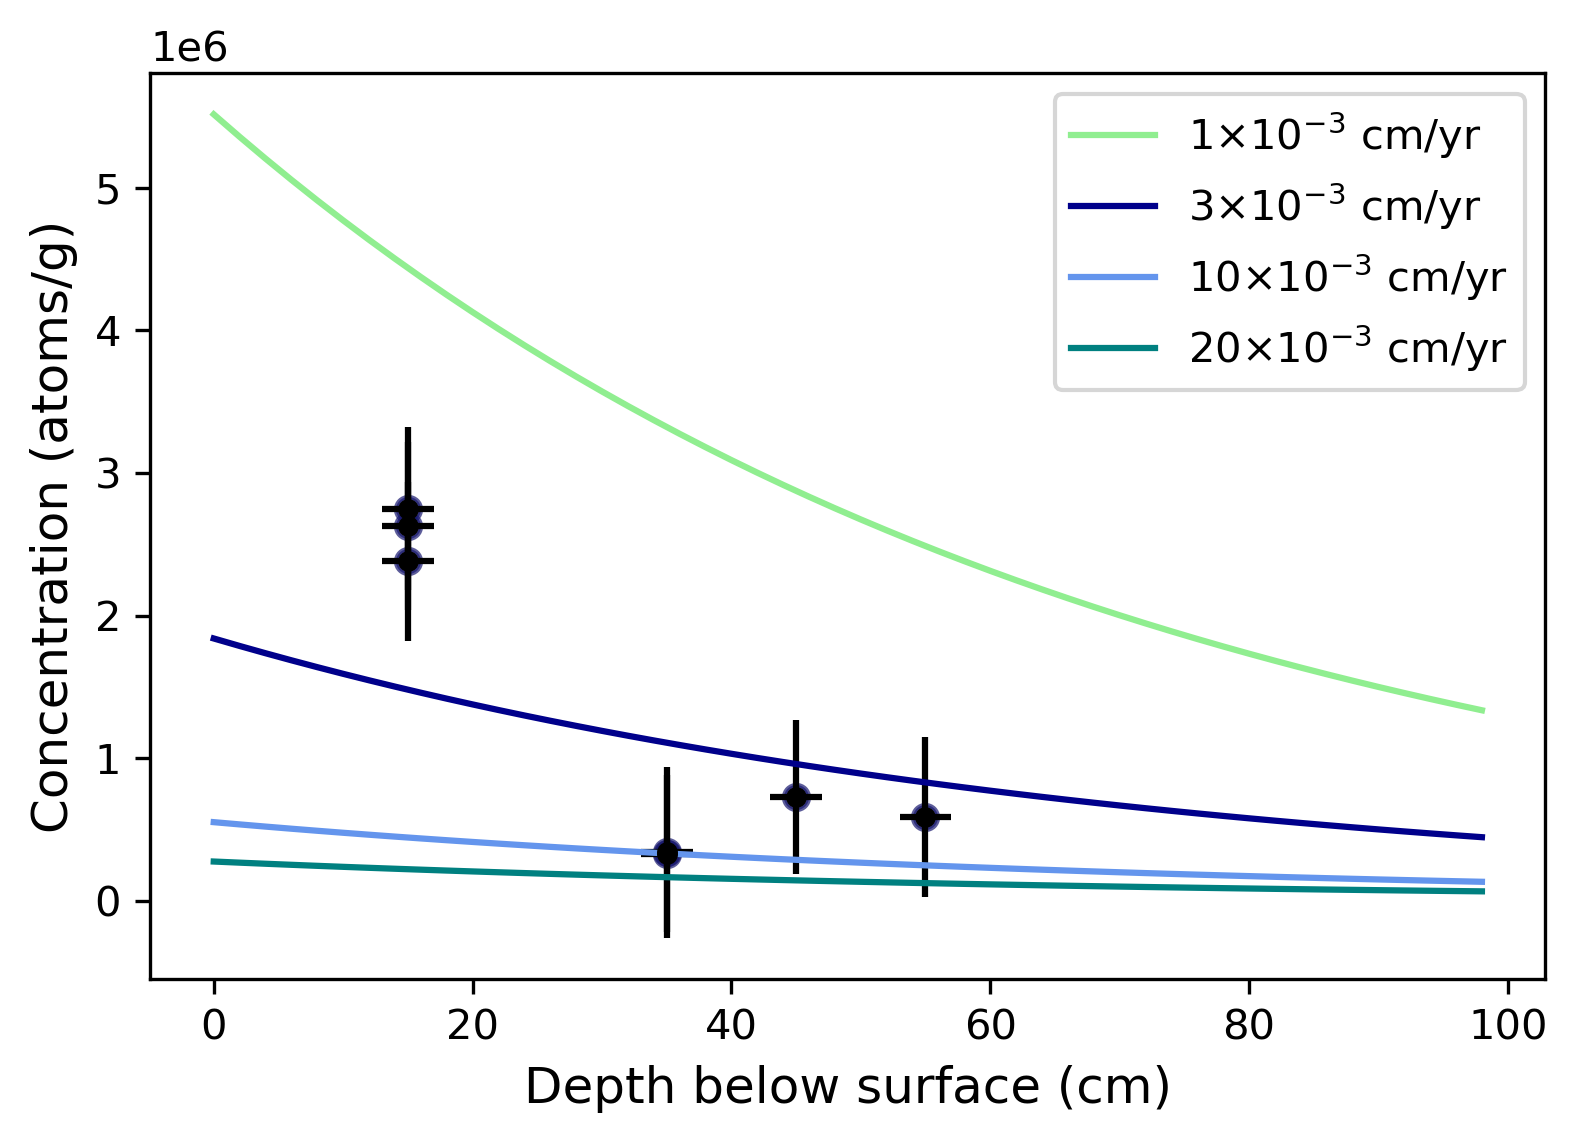 1e6
Concentration (atoms/g)
5
4
3
2
1
0
0 20 40 60 80 100
Depth below surface (cm)
1×10⁻³ cm/yr
3×10⁻³ cm/yr
10×10⁻³ cm/yr
20×10⁻³ cm/yr